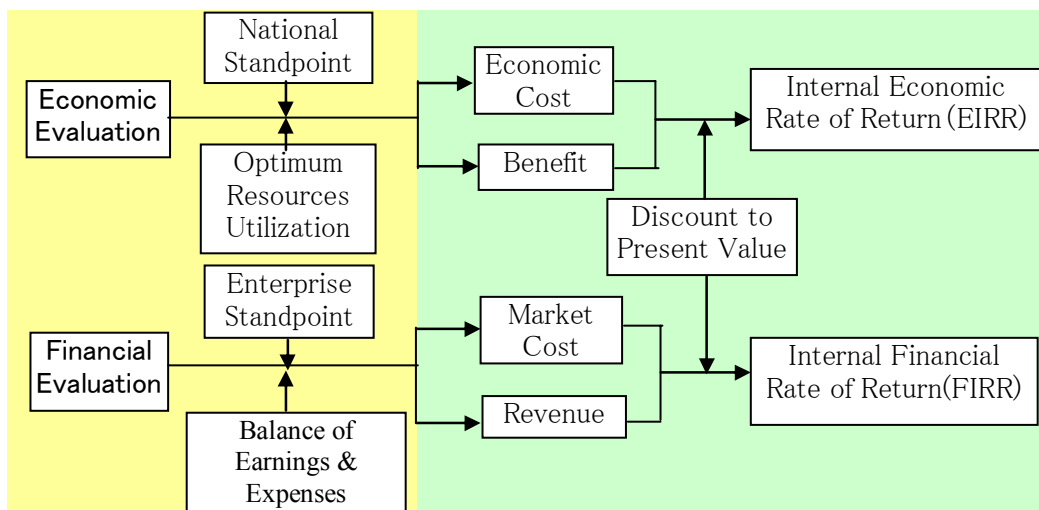 National
Standpoint
Economic
Evaluation
Optimum
Resources
Utilization
Economic
Cost
Benefit
Internal Economic
Rate of Return (EIRR)
Discount to
Present Value
Enterprise
Standpoint
Financial
Evaluation
Balance of
Earnings &
Expenses
Market
Cost
Revenue
Internal Financial
Rate of Return(FIRR)